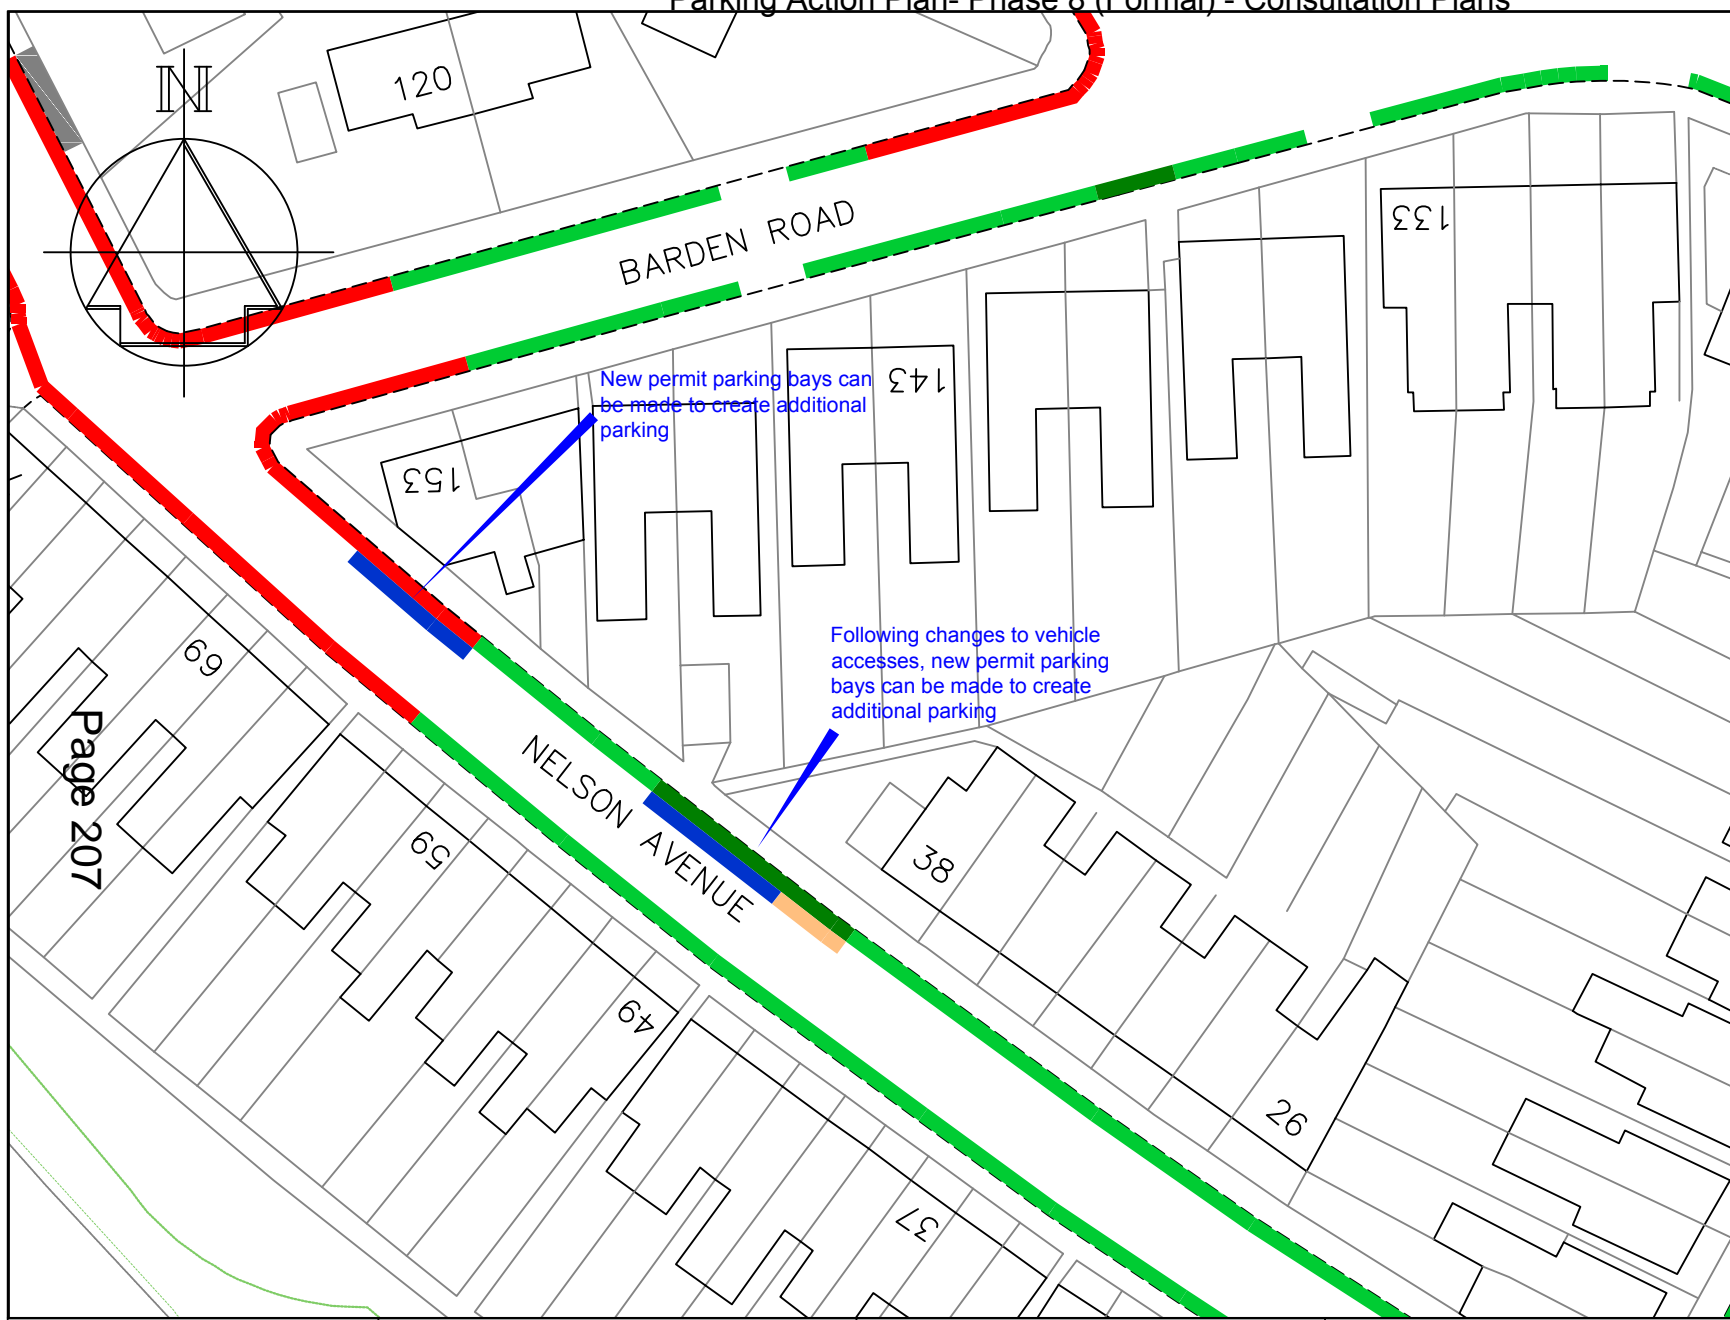 Parking Action Plan- Phase 8 (Formal) - Consultation Plans
N
120
BARDEN ROAD
133
143
New permit parking bays can
be made to create additional
parking
153
Following changes to vehicle
accesses, new permit parking
bays can be made to create
additional parking
69
Page 207
NELSON AVENUE
59
38
49
26
37